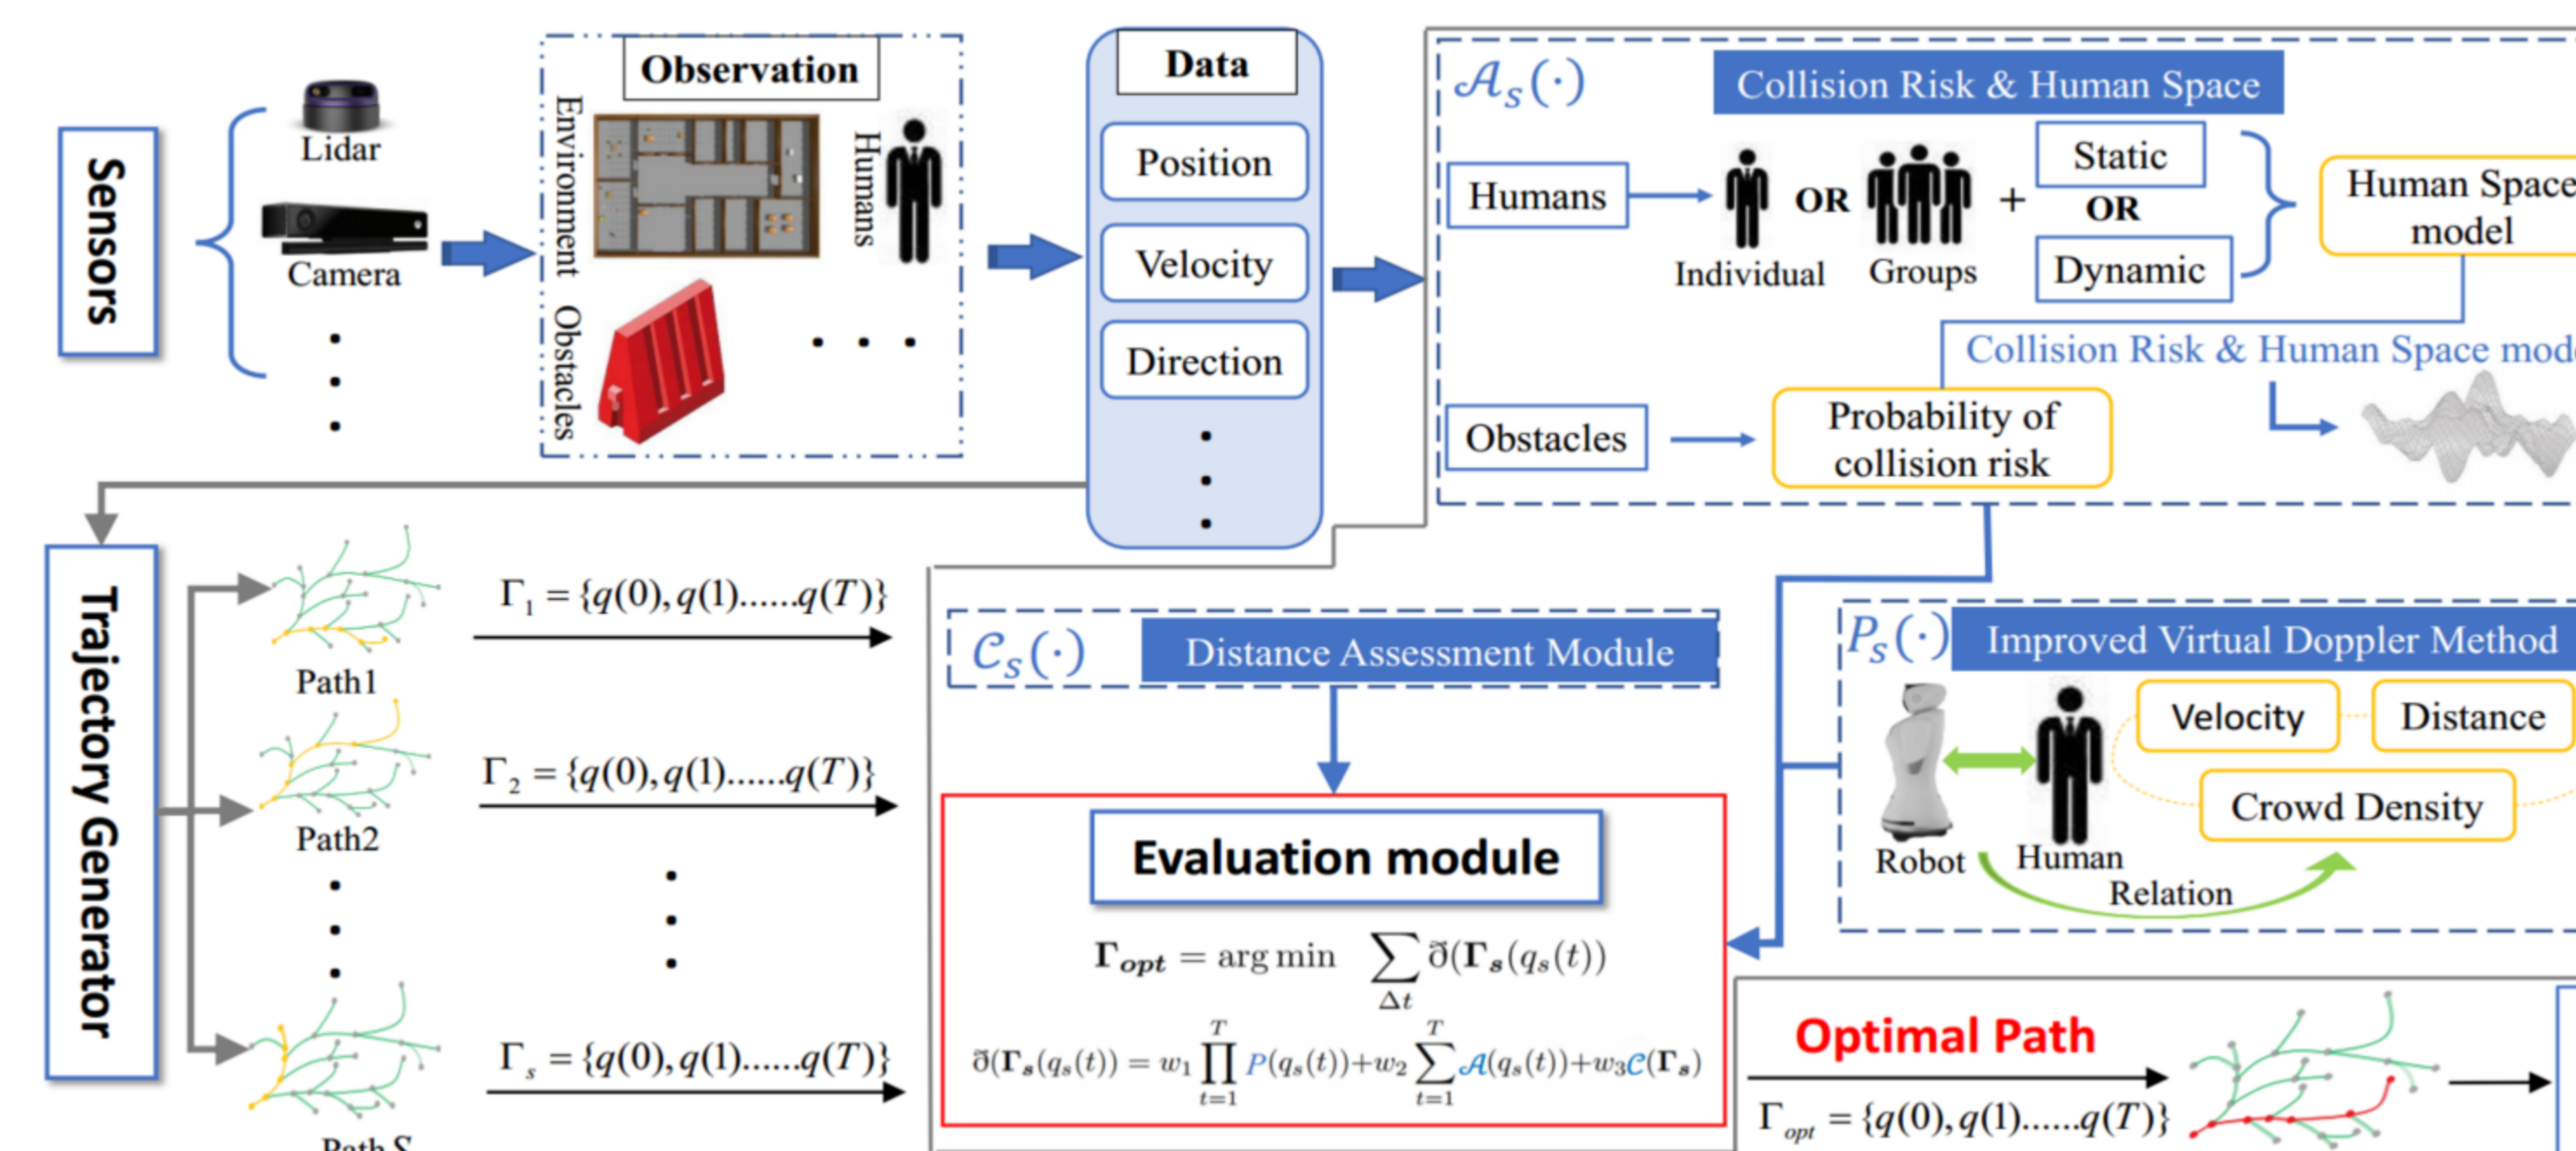 Sensors
Lidar
Camera
Observation
Environment
Humans
Obstacles
Data
Position
Velocity
Direction
𝒜ₛ(·)
Collision Risk & Human Space
Humans
Individual
OR
Groups
+
Static
OR
Dynamic
Human Space
model
Collision Risk & Human Space
Obstacles
Probability of
collision risk
Trajectory Generator
Path1
Γ₁ = {q(0), q(1)......q(T)}
Path2
Γ₂ = {q(0), q(1)......q(T)}
Path S
Γₛ = {q(0), q(1)......q(T)}
𝒞ₛ(·)
Distance Assessment Module
Evaluation module
Γ_opt = arg min ∑_{Δt} ð(Γₛ(qₛ(t))
ð(Γₛ(qₛ(t)) = w₁ ∏_{t=1}^{T} P(qₛ(t))+w₂ ∑_{t=1}^{T} 𝒜(qₛ(t))+w₃𝒞(Γₛ)
Pₛ(·)
Improved Virtual Doppler Method
Velocity
Distance
Crowd Density
Robot
Human
Relation
Optimal Path
Γ_opt = {q(0), q(1)......q(T)}